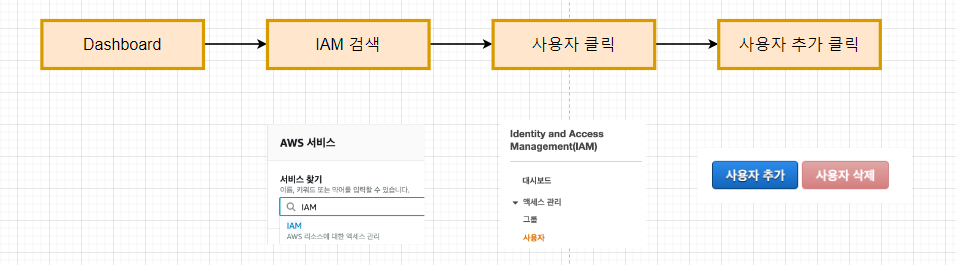 Dashboard
IAM 검색
사용자 클릭
사용자 추가 클릭
AWS 서비스
서비스 찾기
이름, 키워드 또는 약어를 입력할 수 있습니다.
IAM
IAM
AWS 리소스에 대한 액세스 관리
Identity and Access
Management(IAM)
대시보드
액세스 관리
그룹
사용자
사용자 추가
사용자 삭제